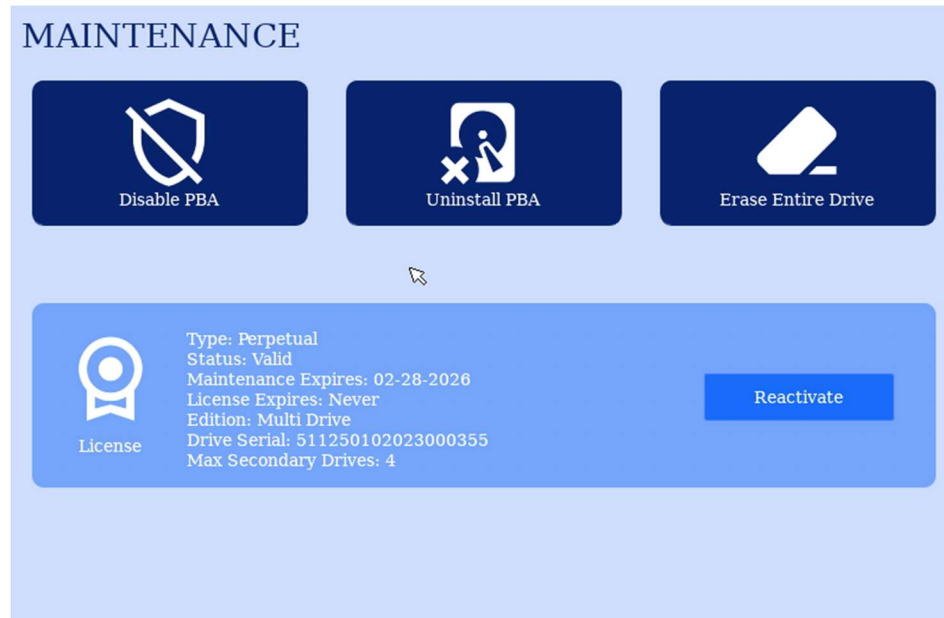 MAINTENANCE
Disable PBA
Uninstall PBA
Erase Entire Drive
License
Type: Perpetual
Status: Valid
Maintenance Expires: 02-28-2026
License Expires: Never
Edition: Multi Drive
Drive Serial: 511250102023000355
Max Secondary Drives: 4
Reactivate